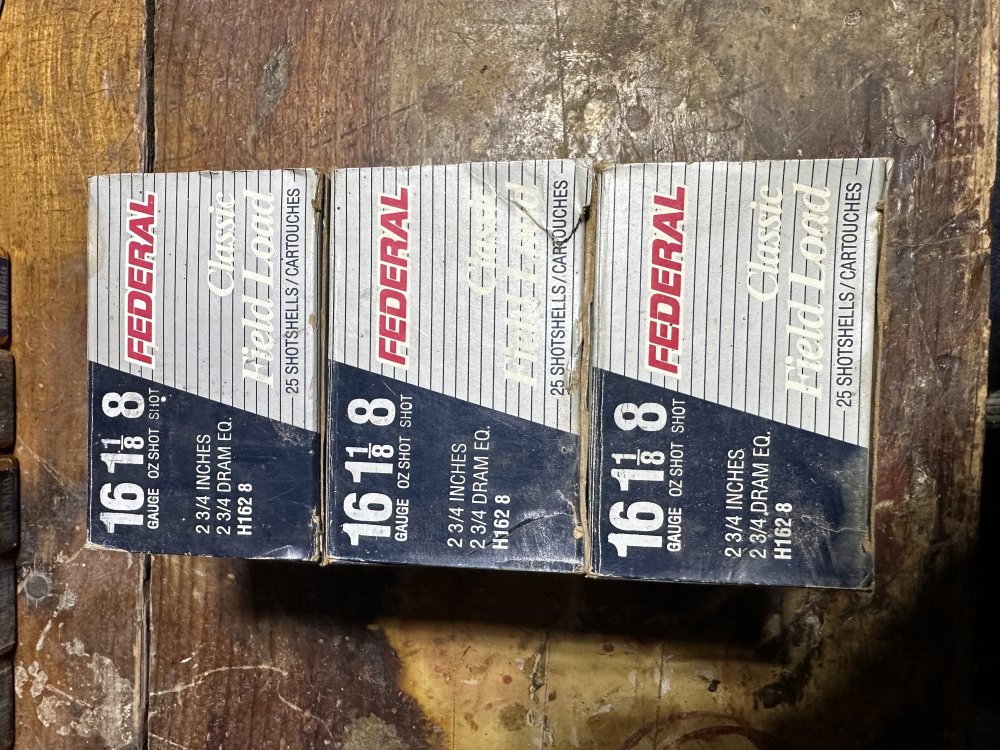 16 1 1/8 8
GAUGE OZ SHOT SHOT
2 3/4 INCHES
2 3/4 DRAM EQ.
H162 8
FEDERAL
Classic
Field Load
25 SHOTSHELLS/CARTOUCHES
16 1 1/8 8
GAUGE OZ SHOT SHOT
2 3/4 INCHES
2 3/4 DRAM EQ.
H162 8
FEDERAL
Classic
Field Load
25 SHOTSHELLS/CARTOUCHES
16 1 1/8 8
GAUGE OZ SHOT SHOT
2 3/4 INCHES
2 3/4 DRAM EQ.
H162 8
FEDERAL
Classic
Field Load
25 SHOTSHELLS/CARTOUCHES